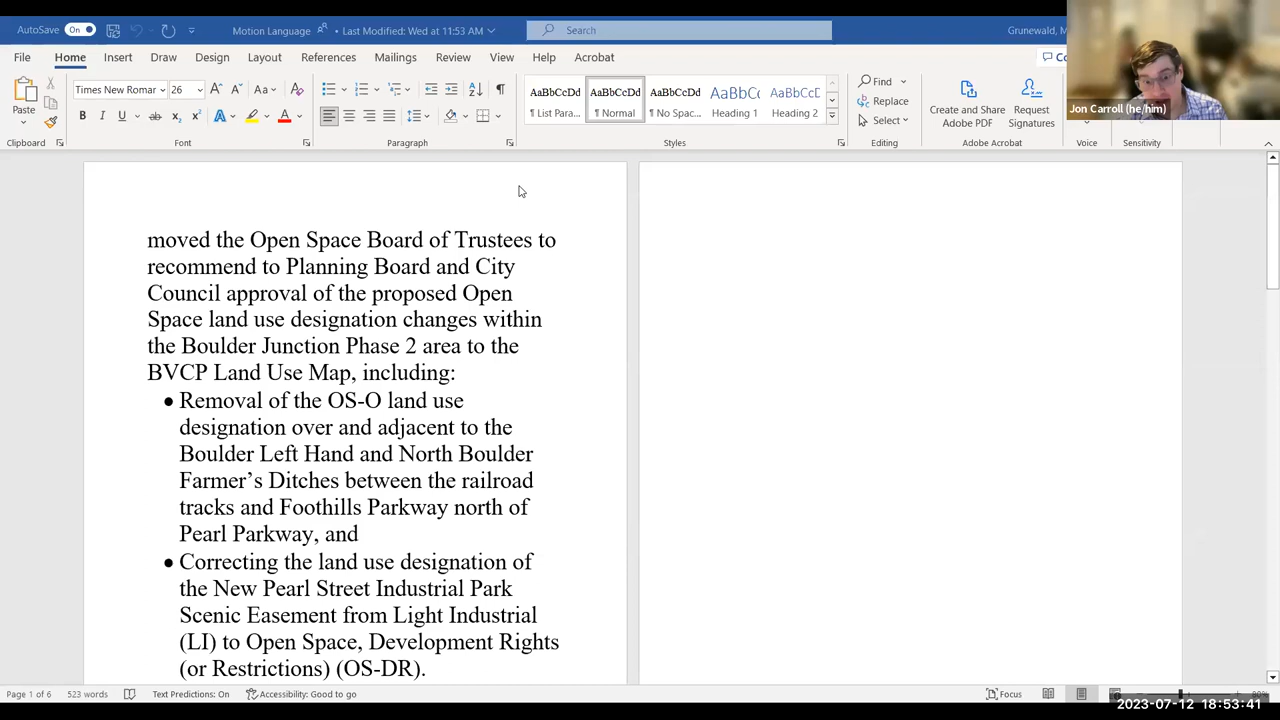 AutoSave On Motion Language • Last Modified: Wed at 11:53 AM Search Grunewald, M
File Home Insert Draw Design Layout References Mailings Review View Help Acrobat Co
Jon Carroll (he/him)
Paste
Times New Romar 26 Aa
AaBbCcDd AaBbCcDd AaBbCcDd AaBbCc AaBbCcD
¶ List Para... ¶ Normal ¶ No Spac... Heading 1 Heading 2
Find
Replace
Select
Create and Share Adobe PDF
Request Signatures
Clipboard Font Paragraph Styles Editing Adobe Acrobat Voice Sensitivity
moved the Open Space Board of Trustees to
recommend to Planning Board and City
Council approval of the proposed Open
Space land use designation changes within
the Boulder Junction Phase 2 area to the
BVCP Land Use Map, including:
● Removal of the OS-O land use
designation over and adjacent to the
Boulder Left Hand and North Boulder
Farmer’s Ditches between the railroad
tracks and Foothills Parkway north of
Pearl Parkway, and
● Correcting the land use designation of
the New Pearl Street Industrial Park
Scenic Easement from Light Industrial
(LI) to Open Space, Development Rights
(or Restrictions) (OS-DR).
Page 1 of 6 523 words Text Predictions: On Accessibility: Good to go Focus
2023-07-12 18:53:41